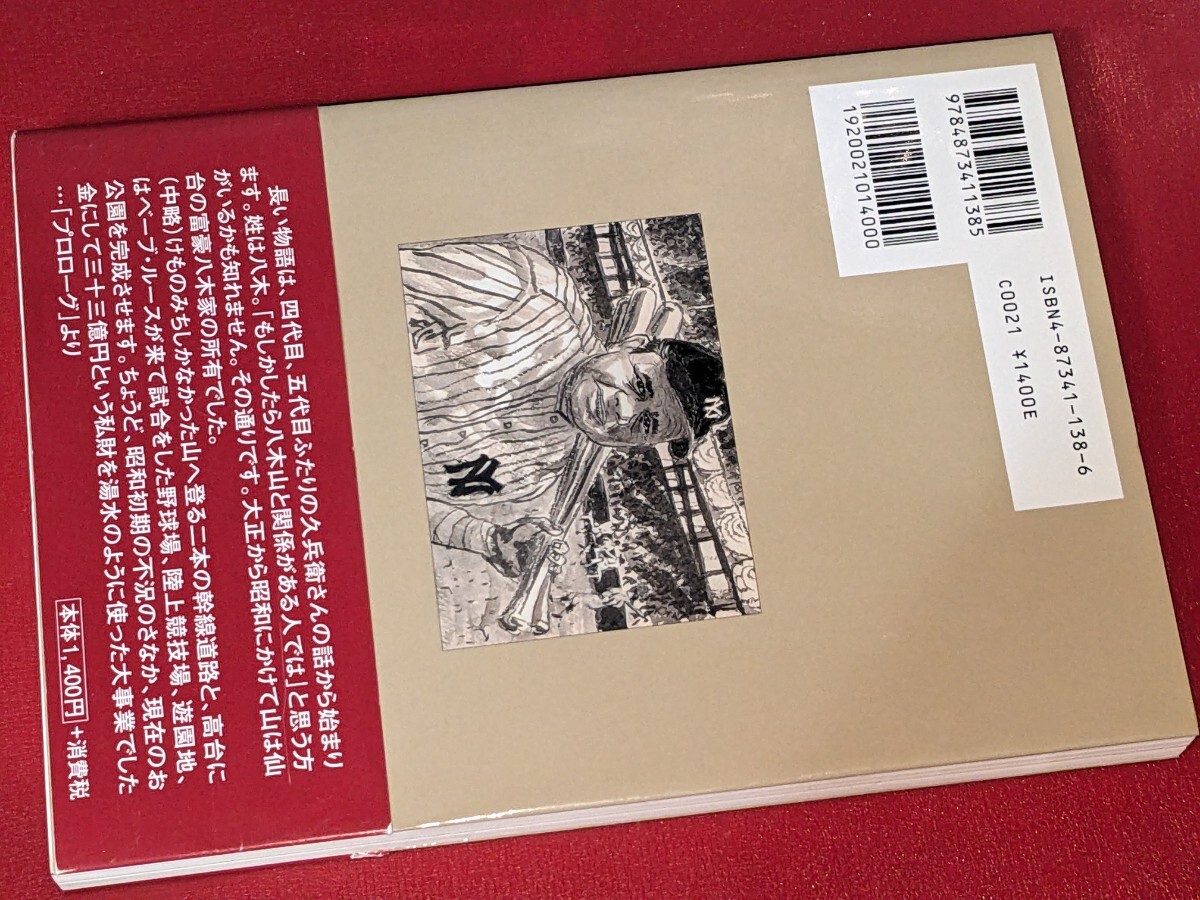 9784873411385
1920021014000
ISBN4-87341-138-6
C0021 ¥1400E
NY
長い物語は、四代目、五代目ふたりの久兵衛さんの話から始まり
ます。姓は八木。「もしかしたら八木山と関係がある人では」と思う方
がいるかも知れません。その通りです。大正から昭和にかけて山は仙
台の富豪八木家の所有でした。
(中略)けものみちしかなかった山へ登る二本の幹線道路と、高台に
はベーブ・ルースが来て試合をした野球場、陸上競技場、遊園地、
公園を完成させます。ちょうど、昭和初期の不況のさなか、現在のお
金にして三十三億円という私財を湯水のように使った大事業でした
…「プロローグ」より
本体1,400円+消費税